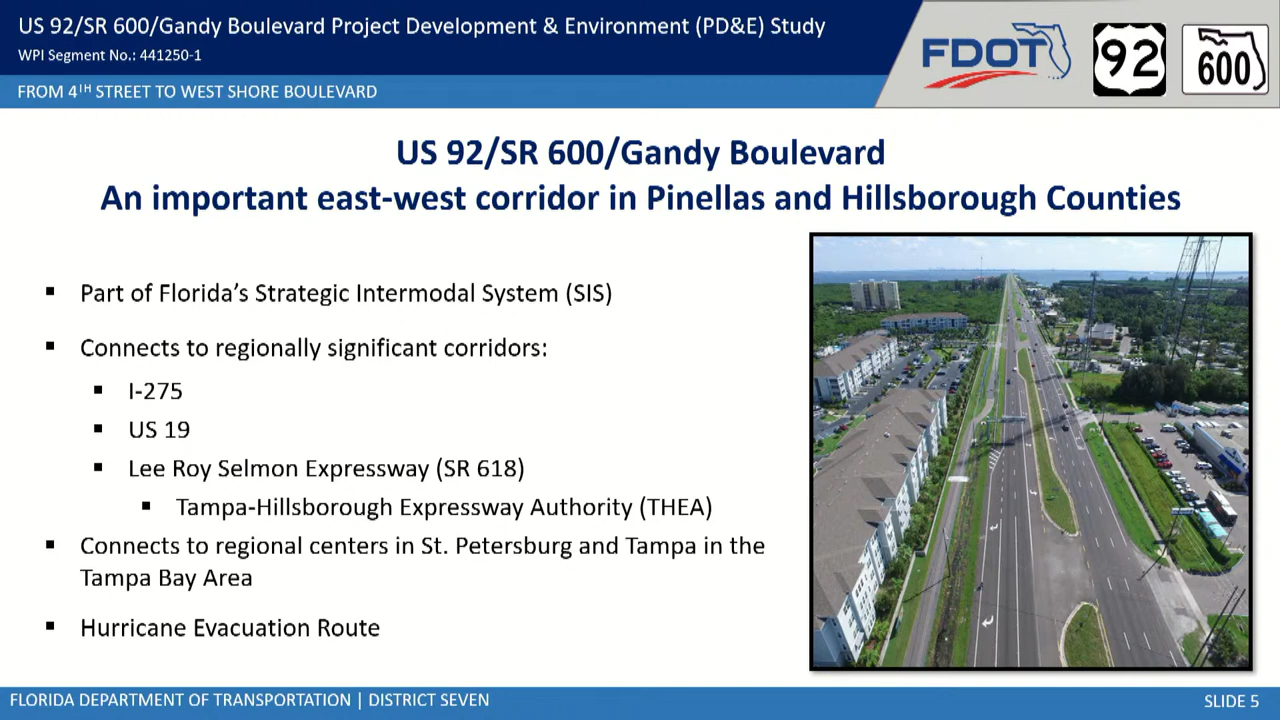 US 92/SR 600/Gandy Boulevard Project Development & Environment (PD&E) Study
WPI Segment No.: 441250-1
FROM 4TH STREET TO WEST SHORE BOULEVARD
FDOT
92
600
US 92/SR 600/Gandy Boulevard
An important east-west corridor in Pinellas and Hillsborough Counties
▪ Part of Florida’s Strategic Intermodal System (SIS)
▪ Connects to regionally significant corridors:
▪ I-275
▪ US 19
▪ Lee Roy Selmon Expressway (SR 618)
▪ Tampa-Hillsborough Expressway Authority (THEA)
▪ Connects to regional centers in St. Petersburg and Tampa in the
Tampa Bay Area
▪ Hurricane Evacuation Route
FLORIDA DEPARTMENT OF TRANSPORTATION | DISTRICT SEVEN
SLIDE 5